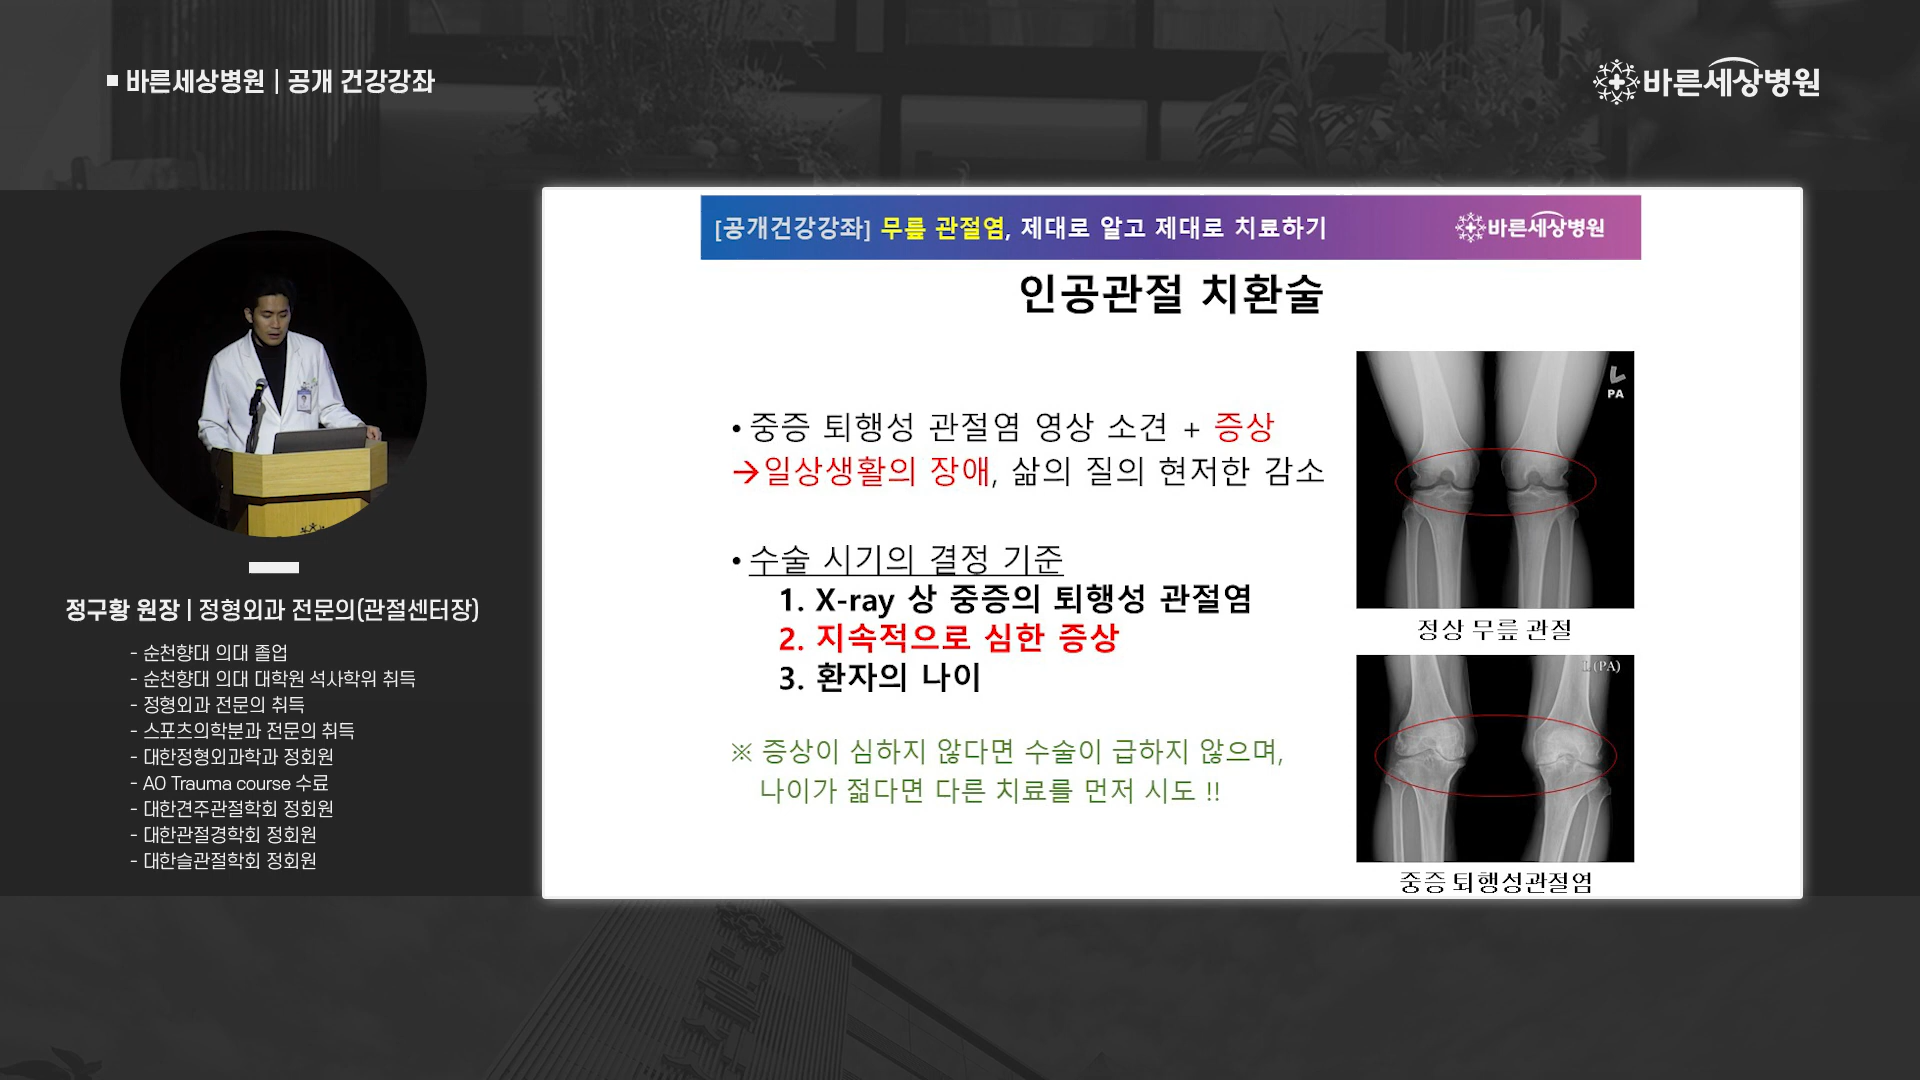 바른세상병원 | 공개 건강강좌
바른세상병원
[공개건강강좌] 무릎 관절염, 제대로 알고 제대로 치료하기
바른세상병원
인공관절 치환술
• 중증 퇴행성 관절염 영상 소견 + 증상
→일상생활의 장애, 삶의 질의 현저한 감소
• 수술 시기의 결정 기준
1. X-ray 상 중증의 퇴행성 관절염
2. 지속적으로 심한 증상
3. 환자의 나이
※ 증상이 심하지 않다면 수술이 급하지 않으며,
나이가 젊다면 다른 치료를 먼저 시도 !!
L
PA
정상 무릎 관절
L(PA)
중증 퇴행성관절염
정구황 원장 | 정형외과 전문의(관절센터장)
- 순천향대 의대 졸업
- 순천향대 의대 대학원 석사학위 취득
- 정형외과 전문의 취득
- 스포츠의학분과 전문의 취득
- 대한정형외과학과 정회원
- AO Trauma course 수료
- 대한견주관절학회 정회원
- 대한관절경학회 정회원
- 대한슬관절학회 정회원